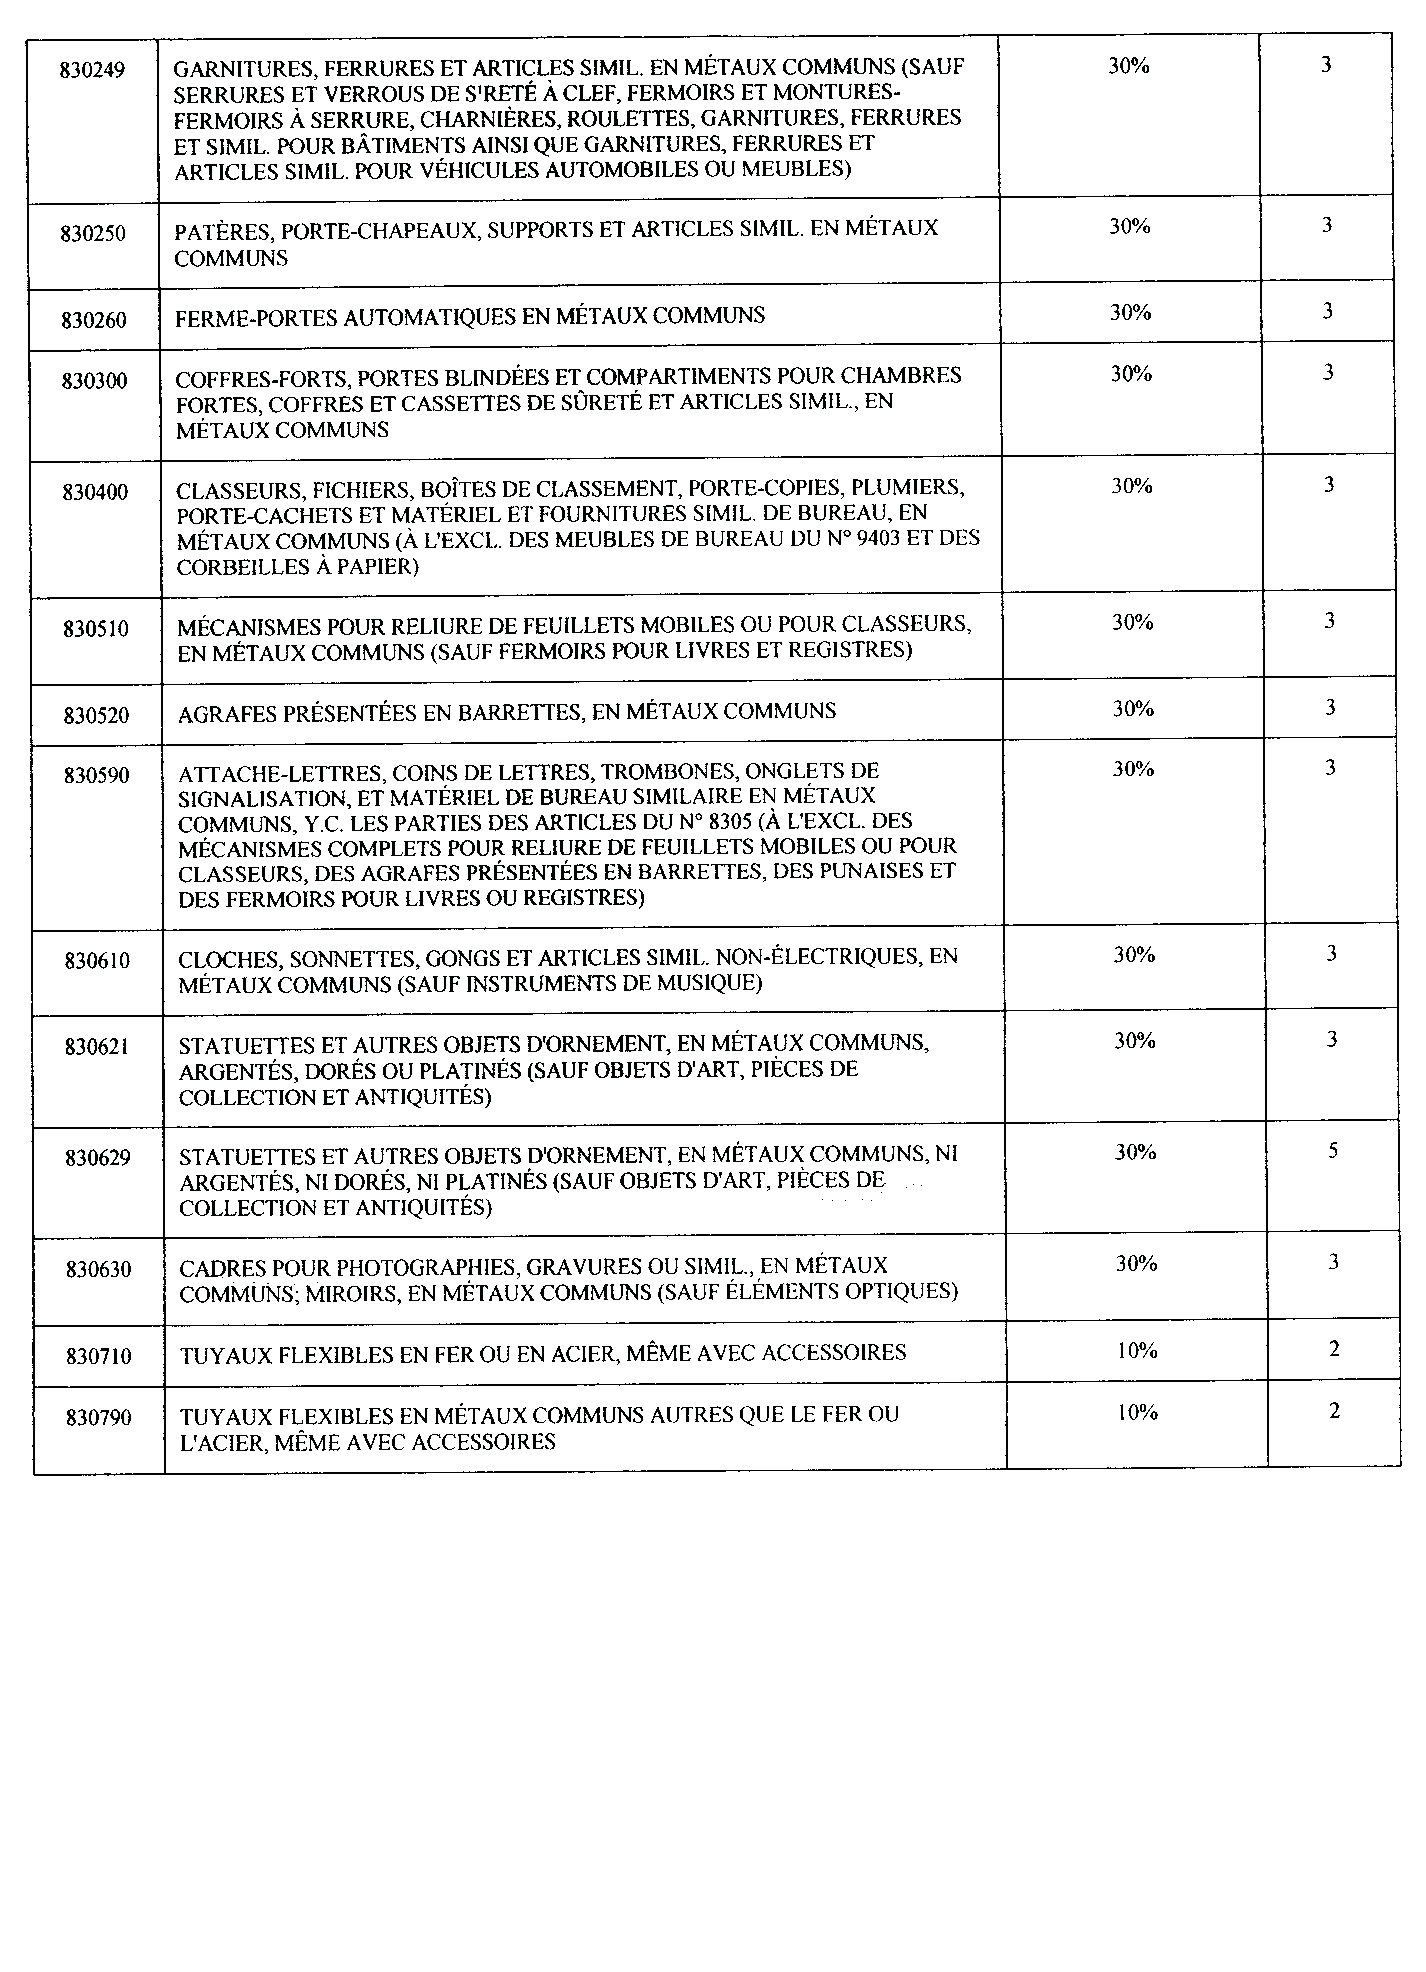 830249 GARNITURES, FERRURES ET ARTICLES SIMIL. EN MÉTAUX COMMUNS (SAUF 30% 3
SERRURES ET VERROUS DE S'RETÉ À CLEF, FERMOIRS ET MONTURES-
FERMOIRS À SERRURE, CHARNIÈRES, ROULETTES, GARNITURES, FERRURES
ET SIMIL. POUR BÂTIMENTS AINSI QUE GARNITURES, FERRURES ET
ARTICLES SIMIL. POUR VÉHICULES AUTOMOBILES OU MEUBLES)
830250 PATÈRES, PORTE-CHAPEAUX, SUPPORTS ET ARTICLES SIMIL. EN MÉTAUX 30% 3
COMMUNS
830260 FERME-PORTES AUTOMATIQUES EN MÉTAUX COMMUNS 30% 3
830300 COFFRES-FORTS, PORTES BLINDÉES ET COMPARTIMENTS POUR CHAMBRES 30% 3
FORTES, COFFRES ET CASSETTES DE SÛRETÉ ET ARTICLES SIMIL., EN
MÉTAUX COMMUNS
830400 CLASSEURS, FICHIERS, BOÎTES DE CLASSEMENT, PORTE-COPIES, PLUMIERS, 30% 3
PORTE-CACHETS ET MATÉRIEL ET FOURNITURES SIMIL. DE BUREAU, EN
MÉTAUX COMMUNS (À L'EXCL. DES MEUBLES DE BUREAU DU N° 9403 ET DES
CORBEILLES À PAPIER)
830510 MÉCANISMES POUR RELIURE DE FEUILLETS MOBILES OU POUR CLASSEURS, 30% 3
EN MÉTAUX COMMUNS (SAUF FERMOIRS POUR LIVRES ET REGISTRES)
830520 AGRAFES PRÉSENTÉES EN BARRETTES, EN MÉTAUX COMMUNS 30% 3
830590 ATTACHE-LETTRES, COINS DE LETTRES, TROMBONES, ONGLETS DE 30% 3
SIGNALISATION, ET MATÉRIEL DE BUREAU SIMILAIRE EN MÉTAUX
COMMUNS, Y.C. LES PARTIES DES ARTICLES DU N° 8305 (À L'EXCL. DES
MÉCANISMES COMPLETS POUR RELIURE DE FEUILLETS MOBILES OU POUR
CLASSEURS, DES AGRAFES PRÉSENTÉES EN BARRETTES, DES PUNAISES ET
DES FERMOIRS POUR LIVRES OU REGISTRES)
830610 CLOCHES, SONNETTES, GONGS ET ARTICLES SIMIL. NON-ÉLECTRIQUES, EN 30% 3
MÉTAUX COMMUNS (SAUF INSTRUMENTS DE MUSIQUE)
830621 STATUETTES ET AUTRES OBJETS D'ORNEMENT, EN MÉTAUX COMMUNS, 30% 3
ARGENTÉS, DORÉS OU PLATINÉS (SAUF OBJETS D'ART, PIÈCES DE
COLLECTION ET ANTIQUITÉS)
830629 STATUETTES ET AUTRES OBJETS D'ORNEMENT, EN MÉTAUX COMMUNS, NI 30% 5
ARGENTÉS, NI DORÉS, NI PLATINÉS (SAUF OBJETS D'ART, PIÈCES DE
COLLECTION ET ANTIQUITÉS)
830630 CADRES POUR PHOTOGRAPHIES, GRAVURES OU SIMIL., EN MÉTAUX 30% 3
COMMUNS; MIROIRS, EN MÉTAUX COMMUNS (SAUF ÉLÉMENTS OPTIQUES)
830710 TUYAUX FLEXIBLES EN FER OU EN ACIER, MÊME AVEC ACCESSOIRES 10% 2
830790 TUYAUX FLEXIBLES EN MÉTAUX COMMUNS AUTRES QUE LE FER OU 10% 2
L'ACIER, MÊME AVEC ACCESSOIRES